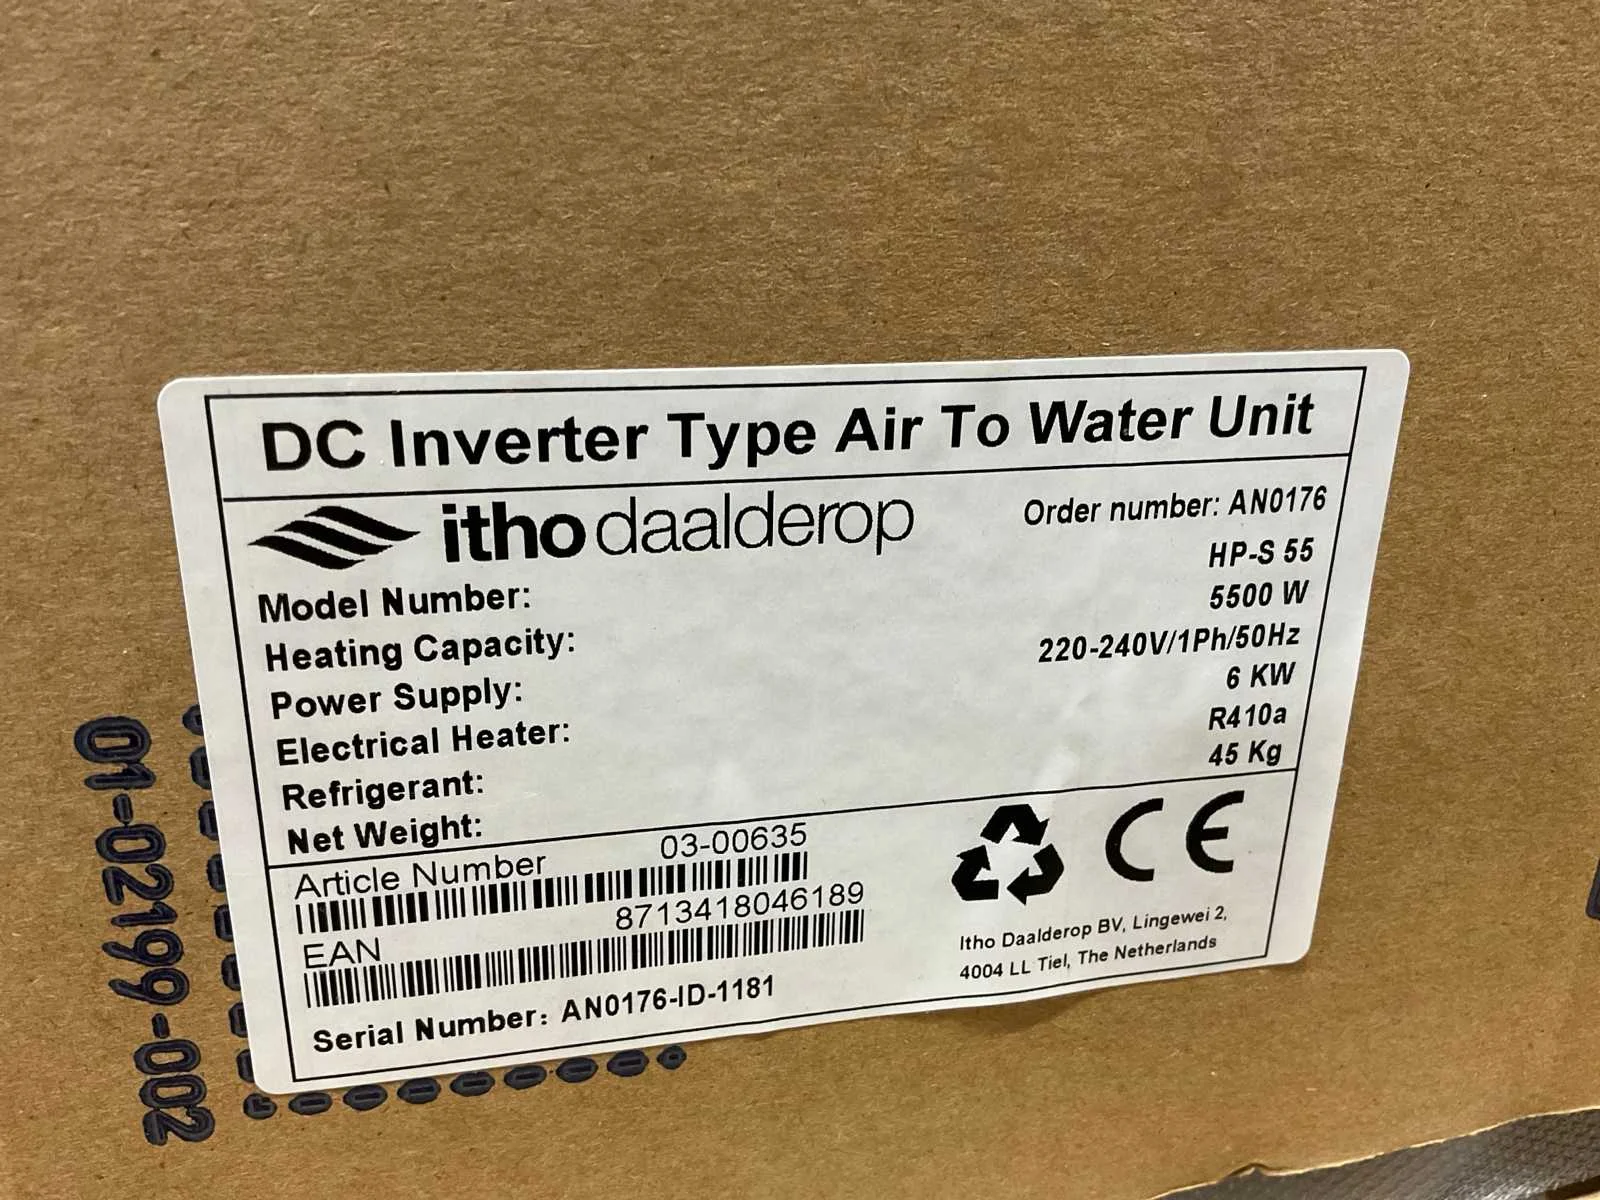 DC Inverter Type Air To Water Unit
itho daalderop
Order number: AN0176
Model Number: HP-S 55
Heating Capacity: 5500 W
Power Supply: 220-240V/1Ph/50Hz
Electrical Heater: 6 KW
Refrigerant: R410a
Net Weight: 45 Kg
Article Number 03-00635
EAN 8713418046189
Serial Number: AN0176-ID-1181
CE
Itho Daalderop BV, Lingewei 2,
4004 LL Tiel, The Netherlands
01-02199-002